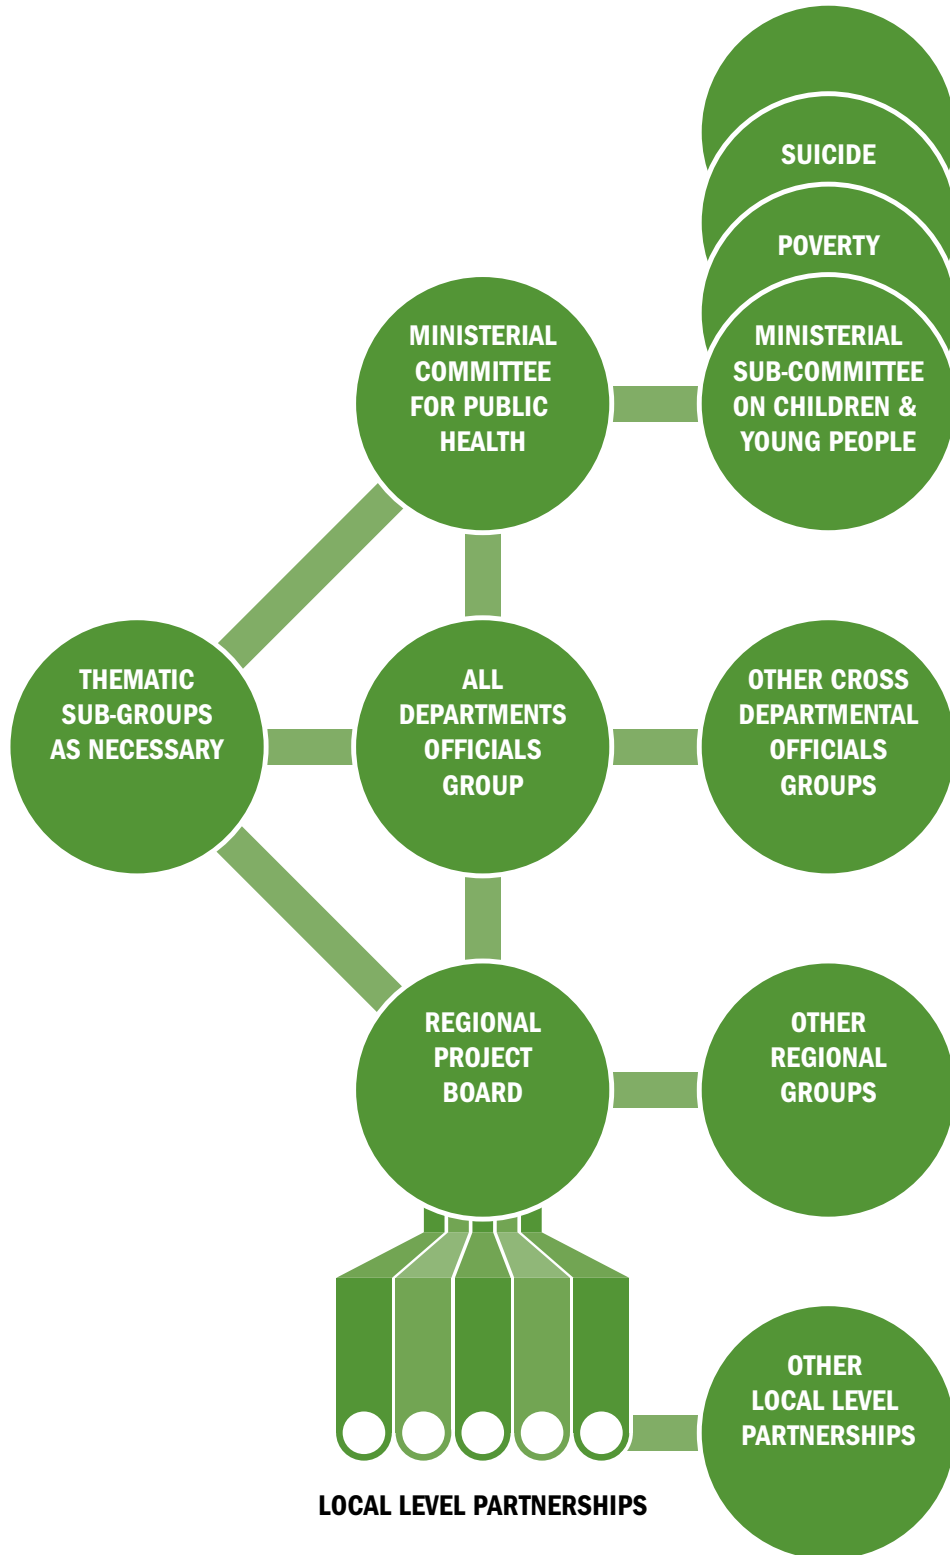 SUICIDE
POVERTY
MINISTERIAL
COMMITTEE
FOR PUBLIC
HEALTH
MINISTERIAL
SUB-COMMITTEE
ON CHILDREN &
YOUNG PEOPLE
THEMATIC
SUB-GROUPS
AS NECESSARY
ALL
DEPARTMENTS
OFFICIALS
GROUP
OTHER CROSS
DEPARTMENTAL
OFFICIALS
GROUPS
REGIONAL
PROJECT
BOARD
OTHER
REGIONAL
GROUPS
OTHER
LOCAL LEVEL
PARTNERSHIPS
LOCAL LEVEL PARTNERSHIPS